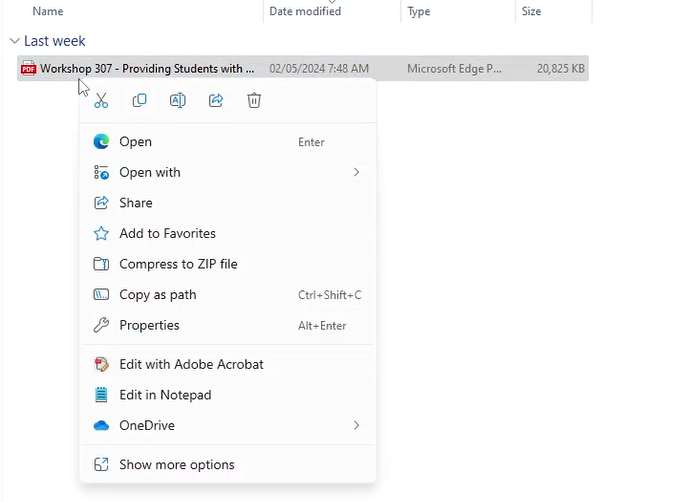 Name Date modified Type Size
Last week
PDF Workshop 307 - Providing Students with ... 02/05/2024 7:48 AM Microsoft Edge P... 20,825 KB
Open Enter
Open with
Share
Add to Favorites
Compress to ZIP file
Copy as path Ctrl+Shift+C
Properties Alt+Enter
Edit with Adobe Acrobat
Edit in Notepad
OneDrive
Show more options